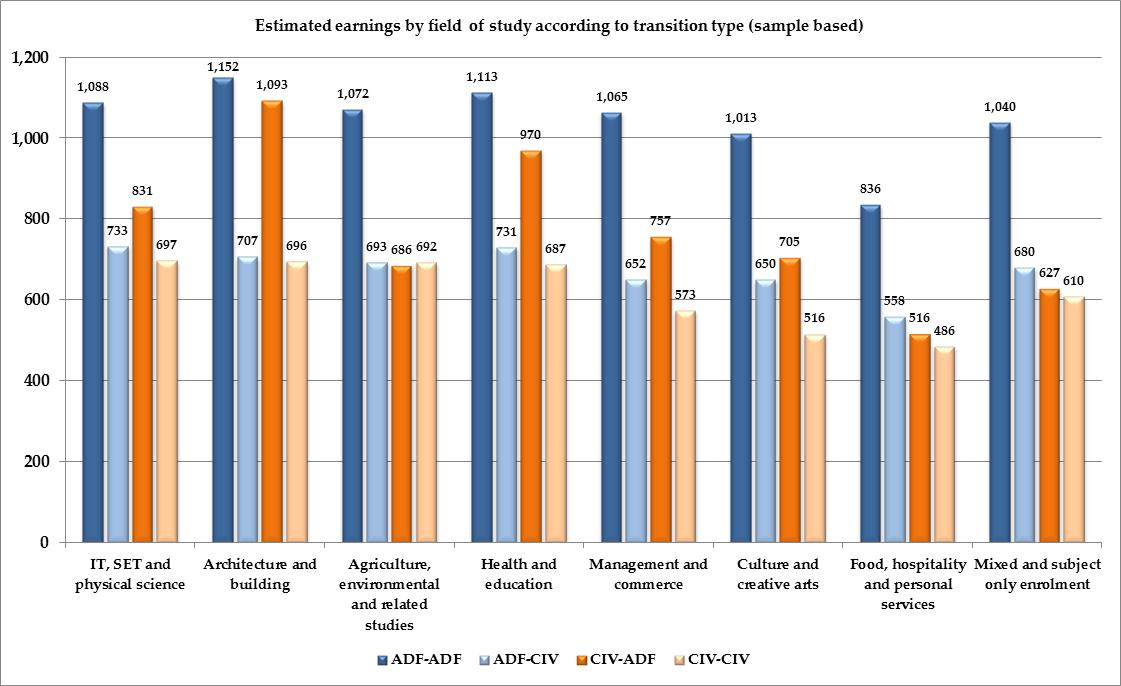 Estimated earnings by field of study according to transition type (sample based)
1,200
1,000
800
600
400
200
0
1,088
733
831
697
1,152
707
1,093
696
1,072
693
686
692
1,113
731
970
687
1,065
652
757
573
1,013
650
705
516
836
558
516
486
1,040
680
627
610
IT, SET and
physical science
Architecture and
building
Agriculture,
environmental
and related
studies
Health and
education
Management and
commerce
Culture and
creative arts
Food, hospitality
and personal
services
Mixed and subject
only enrolment
ADF-ADF
ADF-CIV
CIV-ADF
CIV-CIV